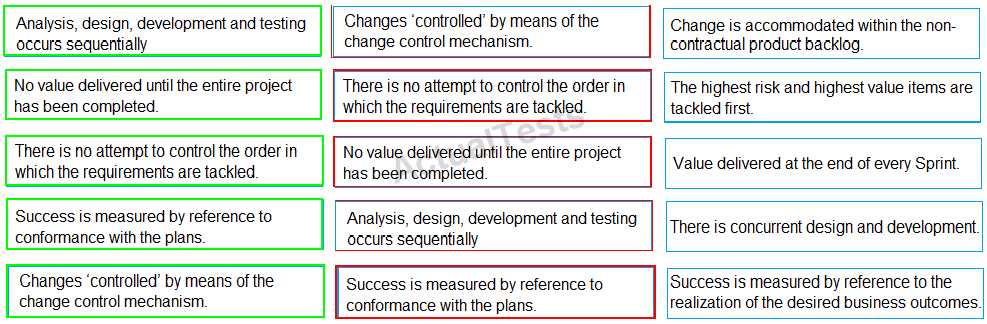 Analysis, design, development and testing
occurs sequentially
Changes ‘controlled’ by means of the
change control mechanism.
Change is accommodated within the non-
contractual product backlog.
No value delivered until the entire project
has been completed.
There is no attempt to control the order in
which the requirements are tackled.
The highest risk and highest value items are
tackled first.
There is no attempt to control the order in
which the requirements are tackled.
No value delivered until the entire project
has been completed.
Value delivered at the end of every Sprint.
Success is measured by reference to
conformance with the plans.
Analysis, design, development and testing
occurs sequentially
There is concurrent design and development.
Changes ‘controlled’ by means of the
change control mechanism.
Success is measured by reference to
conformance with the plans.
Success is measured by reference to the
realization of the desired business outcomes.
ActualTests